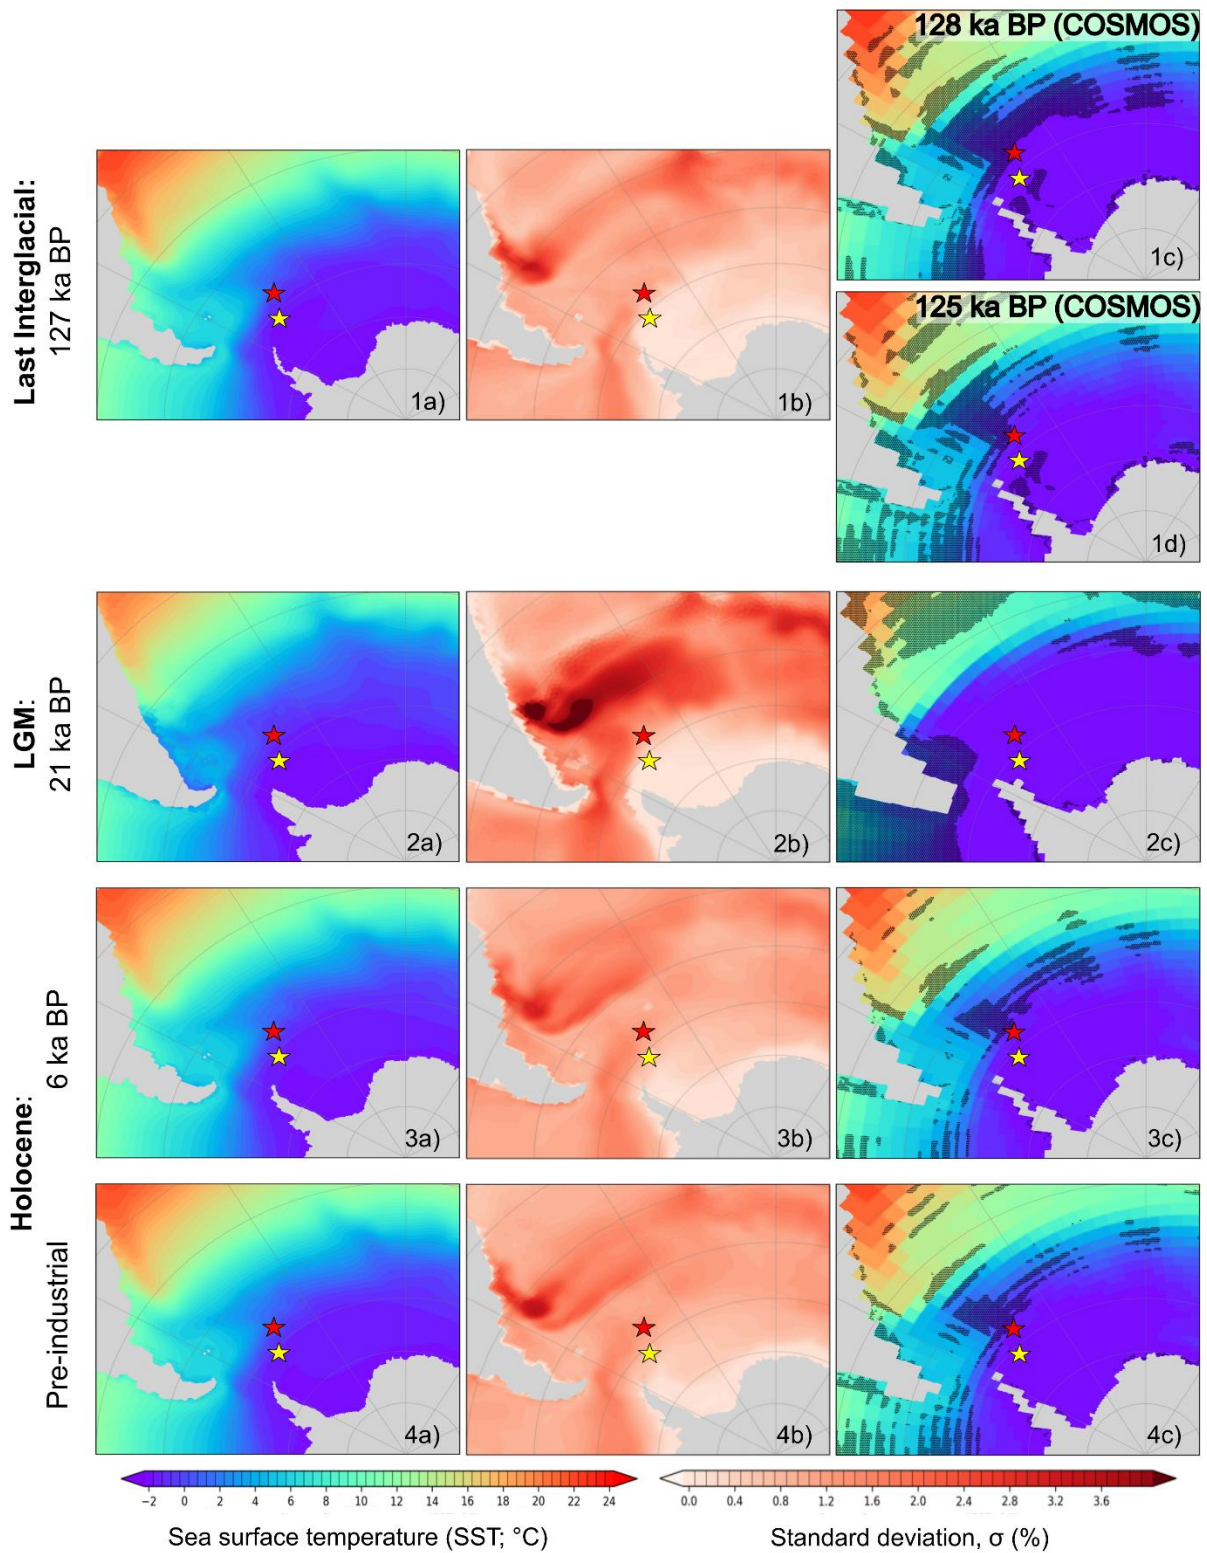 128 ka BP (COSMOS)
1c)
Last Interglacial:
127 ka BP
1a)
1b)
125 ka BP (COSMOS)
1d)
LGM:
21 ka BP
2a)
2b)
2c)
Holocene:
6 ka BP
3a)
3b)
3c)
Pre-industrial
4a)
4b)
4c)
−2 0 2 4 6 8 10 12 14 16 18 20 22 24
0.0 0.4 0.8 1.2 1.6 2.0 2.4 2.8 3.2 3.6
Sea surface temperature (SST; °C)
Standard deviation, σ (%)